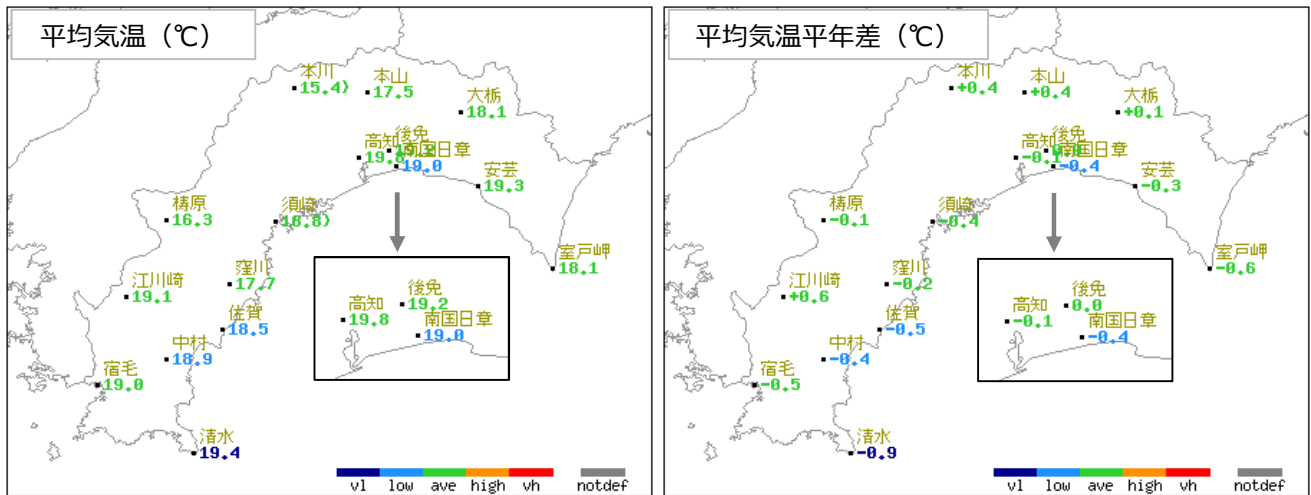 平均気温（℃）
本川
15.4)
本山
17.5
大栃
18.1
高知
19.8
後免
南国日章
19.0
安芸
19.3
梼原
16.3
須崎
18.8)
室戸岬
18.1
江川崎
19.1
窪川
17.7
佐賀
18.5
中村
18.9
宿毛
19.0
清水
19.4
後免
19.2
高知
19.8
南国日章
19.0
vl low ave high vh notdef
平均気温平年差（℃）
本川
+0.4
本山
+0.4
大栃
+0.1
高知
-0.1
後免
南国日章
-0.4
安芸
-0.3
梼原
-0.1
須崎
-0.4
室戸岬
-0.6
江川崎
+0.6
窪川
-0.2
佐賀
-0.5
中村
-0.4
宿毛
-0.5
清水
-0.9
後免
0.0
高知
-0.1
南国日章
-0.4
vl low ave high vh notdef